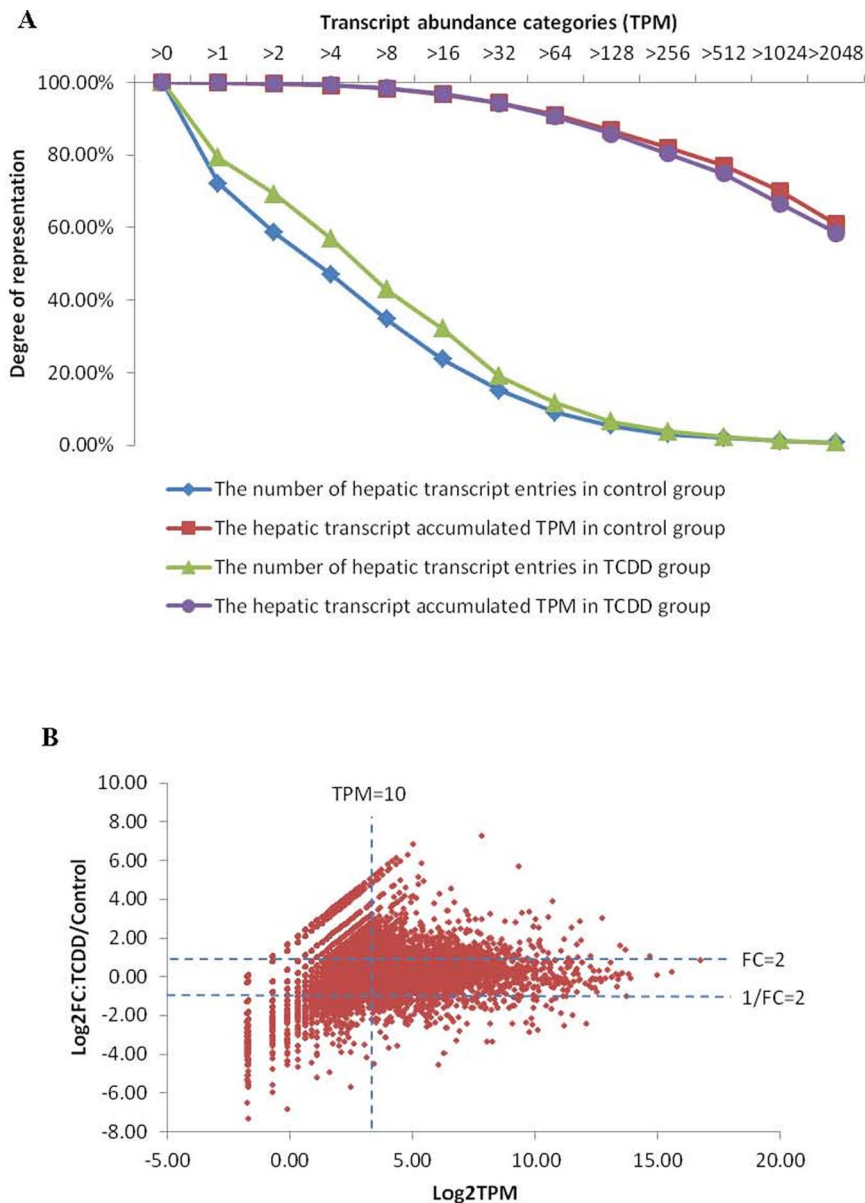 A
Transcript abundance categories (TPM)
>0 >1 >2 >4 >8 >16 >32 >64 >128 >256 >512 >1024 >2048
Degree of representation
100.00%
80.00%
60.00%
40.00%
20.00%
0.00%
The number of hepatic transcript entries in control group
The hepatic transcript accumulated TPM in control group
The number of hepatic transcript entries in TCDD group
The hepatic transcript accumulated TPM in TCDD group
B
Log2FC:TCDD/Control
10.00
8.00
6.00
4.00
2.00
0.00
-2.00
-4.00
-6.00
-8.00
TPM=10
FC=2
1/FC=2
-5.00 0.00 5.00 10.00 15.00 20.00
Log2TPM